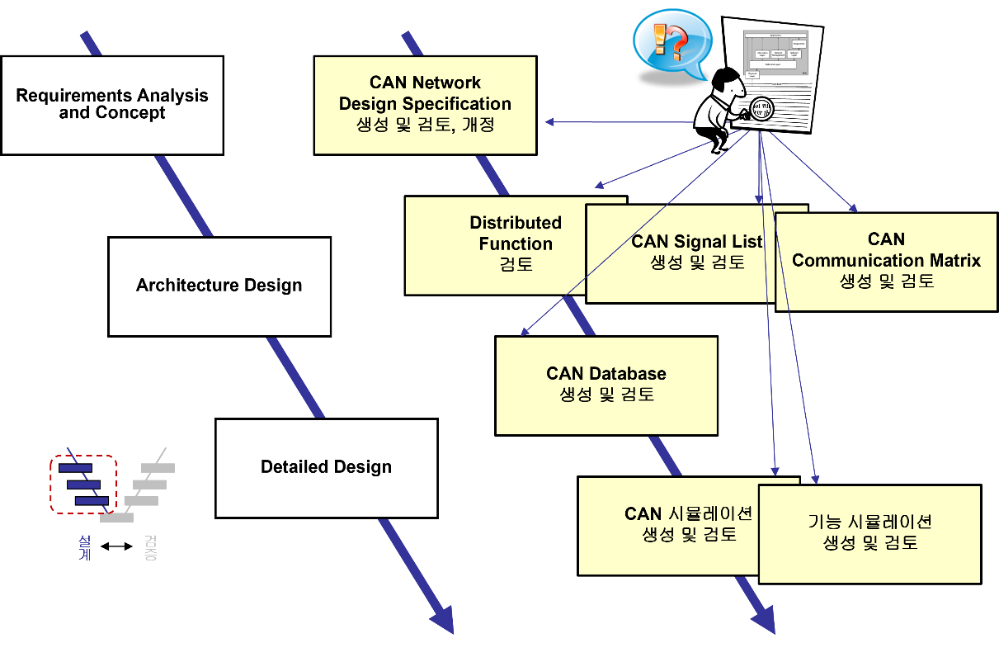 Requirements Analysis
and Concept
CAN Network
Design Specification
생성 및 검토, 개정
Distributed
Function
검토
CAN Signal List
생성 및 검토
CAN
Communication Matrix
생성 및 검토
Architecture Design
CAN Database
생성 및 검토
Detailed Design
CAN 시뮬레이션
생성 및 검토
기능 시뮬레이션
생성 및 검토
설계
검증